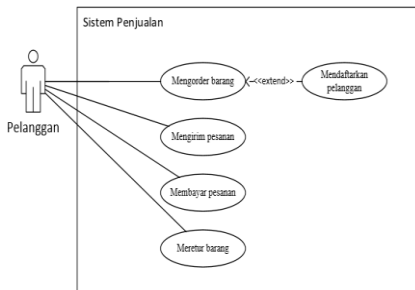 Sistem Penjualan
Mengorder barang
<<extend>>
Mendaftarkan
pelanggan
Pelanggan
Mengirim pesanan
Membayar pesanan
Meretur barang